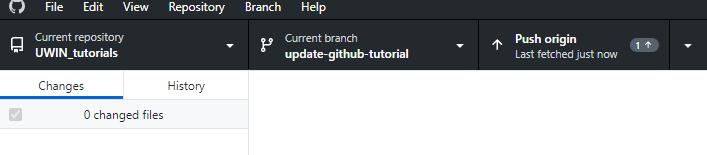 File Edit View Repository Branch Help
Current repository
UWIN_tutorials
Current branch
update-github-tutorial
Push origin
Last fetched just now
1
Changes
History
0 changed files